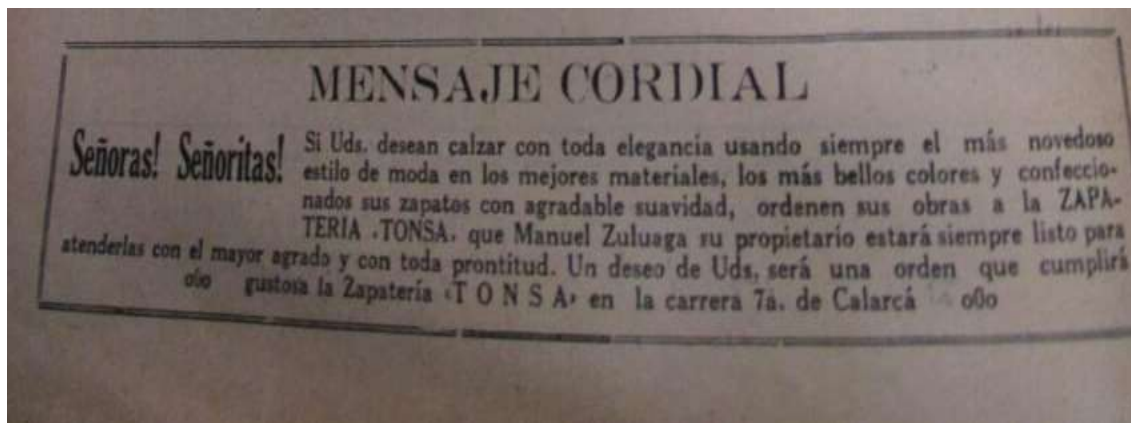 MENSAJE CORDIAL
Señoras! Señoritas!
Si Uds. desean calzar con toda elegancia usando siempre el más novedoso
estilo de moda en los mejores materiales, los más bellos colores y confeccio-
nados sus zapatos con agradable suavidad, ordenen sus obras a la ZAPA-
TERIA «TONSA» que Manuel Zuluaga su propietario estará siempre listo para
atenderlas con el mayor agrado y con toda prontitud. Un deseo de Uds. será una orden que cumplirá
o0o gustosa la Zapatería «T O N S A» en la carrera 7a. de Calarcá o0o